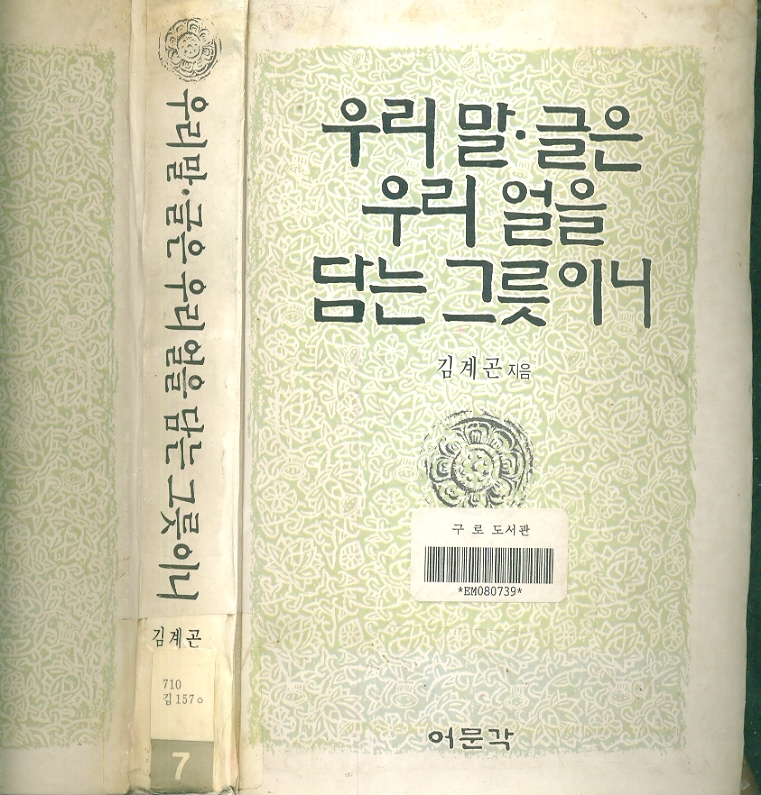 우리말·글은 우리 얼을 담는 그릇이니
김계곤
710
김157ㅇ
7
우리 말·글은
우리 얼을
담는 그릇이니
김계곤 지음
구 로 도서관
*EM080739*
어문각